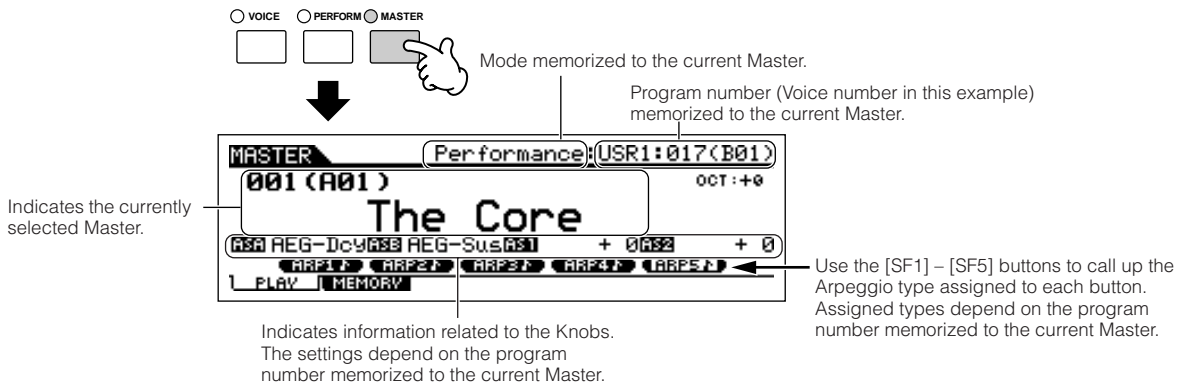 VOICE PERFORM MASTER
Mode memorized to the current Master.
Program number (Voice number in this example)
memorized to the current Master.
MASTER Performance:USR1:017(B01)
001(A01) OCT:+0
The Core
Indicates the currently
selected Master.
ASA AEG-Dcy ASB AEG-Sus AS1 + 0 AS2 + 0
ARP1♪ ARP2♪ ARP3♪ ARP4♪ ARP5♪
PLAY MEMORY
Use the [SF1] – [SF5] buttons to call up the
Arpeggio type assigned to each button.
Assigned types depend on the program
number memorized to the current Master.
Indicates information related to the Knobs.
The settings depend on the program
number memorized to the current Master.